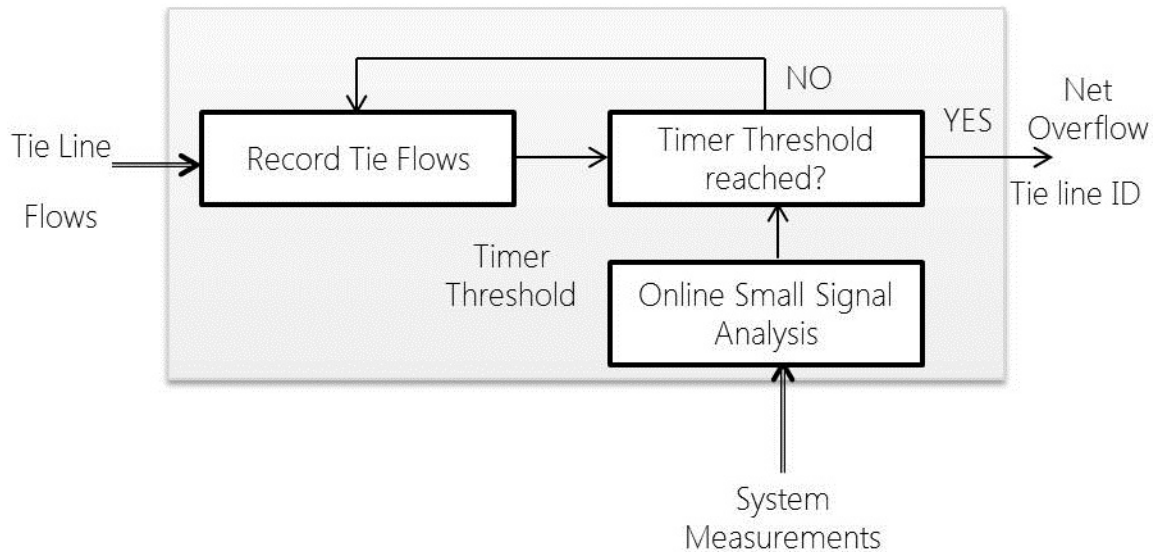 NO
YES
Net
Overflow
Tie Line
Flows
Record Tie Flows
Timer Threshold
reached?
Tie line ID
Timer
Threshold
Online Small Signal
Analysis
System
Measurements